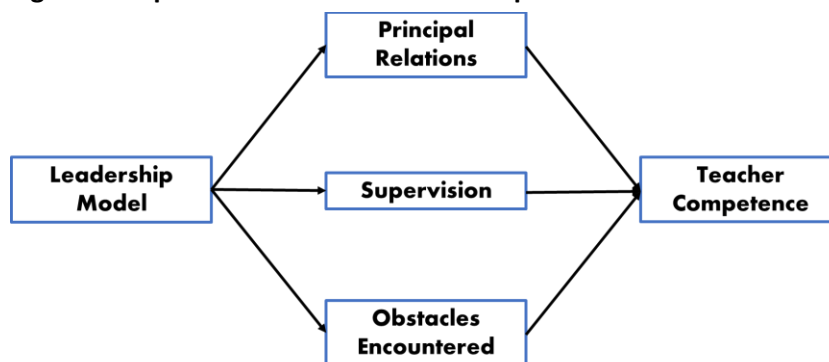 Principal
Relations
Leadership
Model
Supervision
Teacher
Competence
Obstacles
Encountered